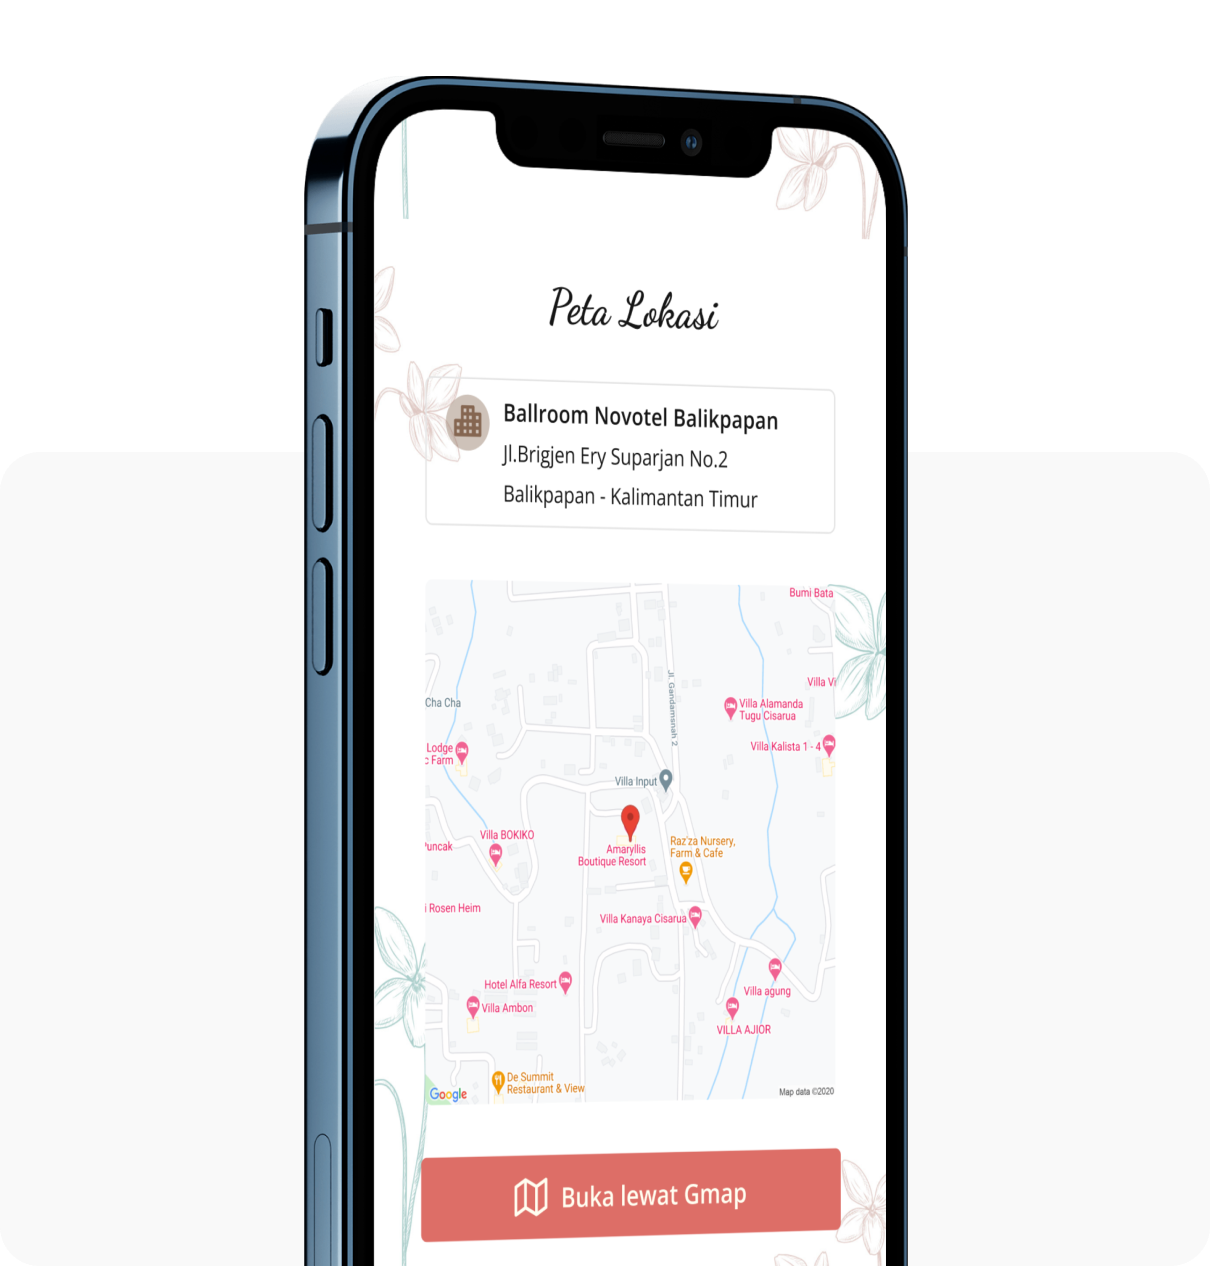 Peta Lokasi
Ballroom Novotel Balikpapan
Jl.Brigjen Ery Suparjan No.2
Balikpapan - Kalimantan Timur
Bumi Bata
Villa Vi
Cha Cha
Jl. Gandamanah 2
Villa Alamanda
Tugu Cisarua
Lodge
c Farm
Villa Kalista 1 - 4
Villa Input
Villa BOKIKO
Puncak
Amaryllis
Boutique Resort
Raz'za Nursery,
Farm & Cafe
i Rosen Heim
Villa Kanaya Cisarua
Hotel Alfa Resort
Villa agung
Villa Ambon
VILLA AJIOR
De Summit
Restaurant & View
Google
Map data ©2020
Buka lewat Gmap